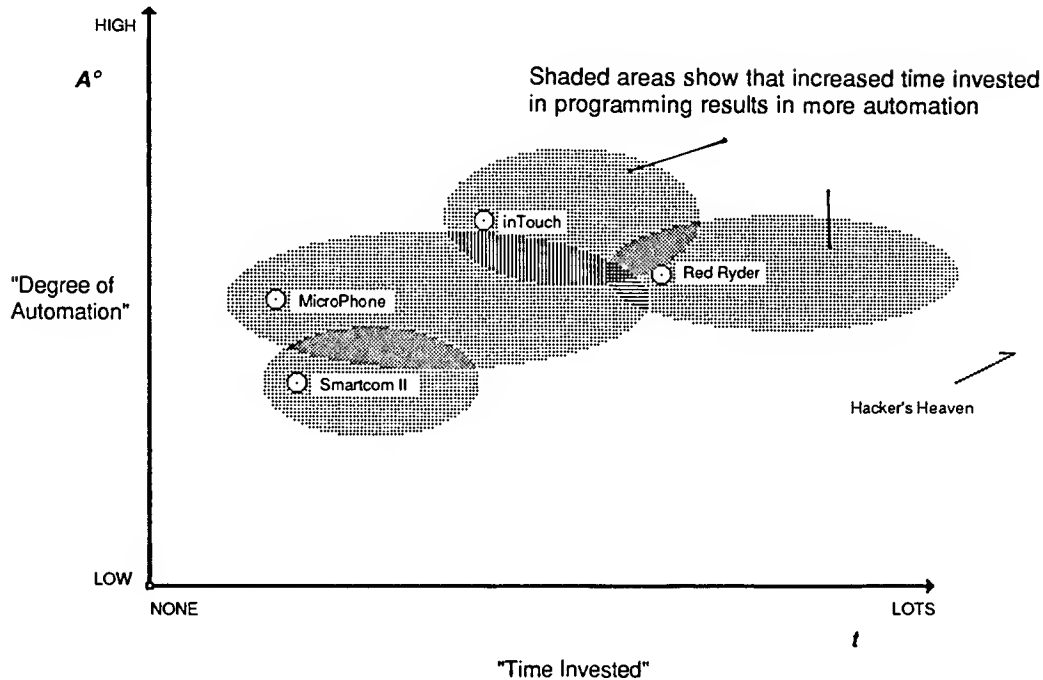 HIGH
A°
Shaded areas show that increased time invested
in programming results in more automation
inTouch
Red Ryder
"Degree of
Automation"
MicroPhone
Smartcom II
Hacker's Heaven
LOW
NONE
LOTS
t
"Time Invested"